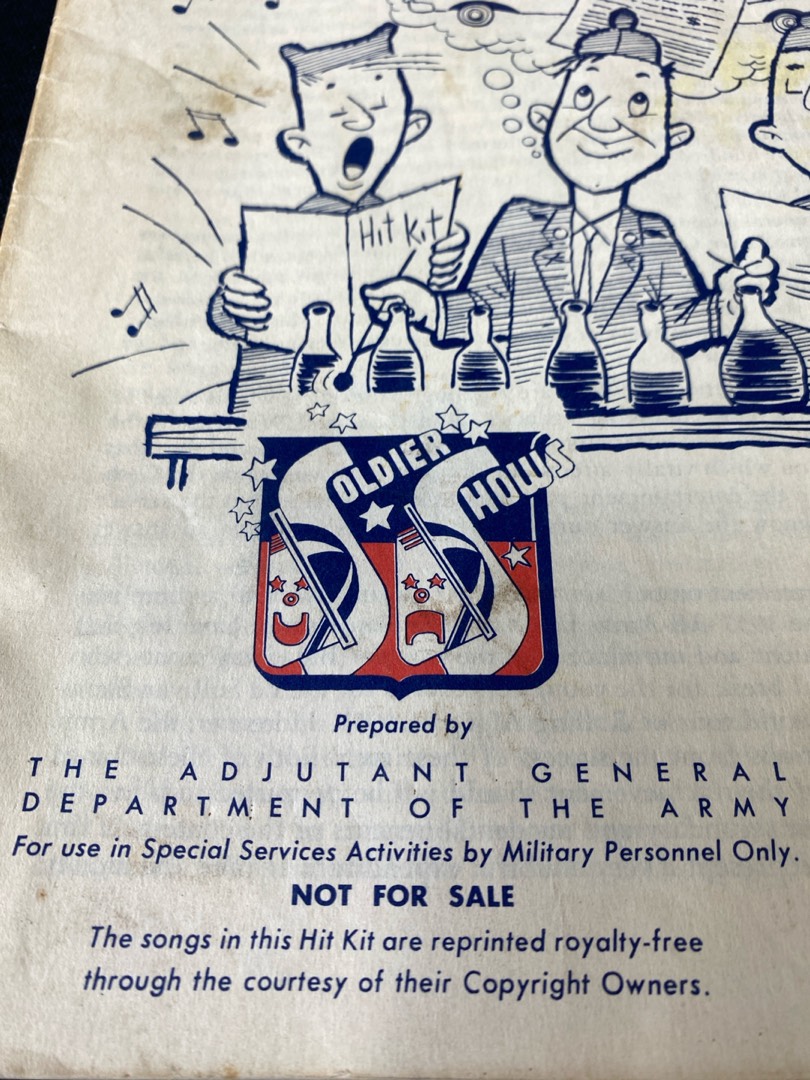 Hit Kit
SOLDIER
SHOWS
Prepared by
THE ADJUTANT GENERAL
DEPARTMENT OF THE ARMY
For use in Special Services Activities by Military Personnel Only.
NOT FOR SALE
The songs in this Hit Kit are reprinted royalty-free
through the courtesy of their Copyright Owners.